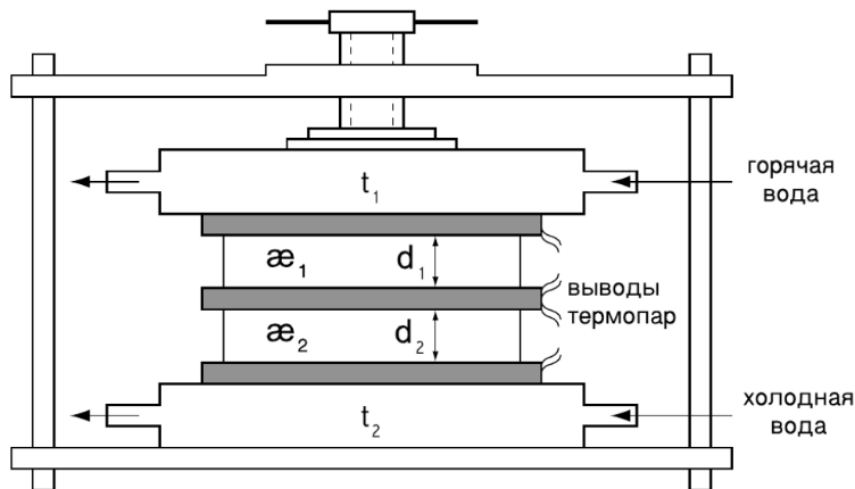 t₁
горячая
вода
æ₁
d₁
выводы
термопар
æ₂
d₂
t₂
холодная
вода